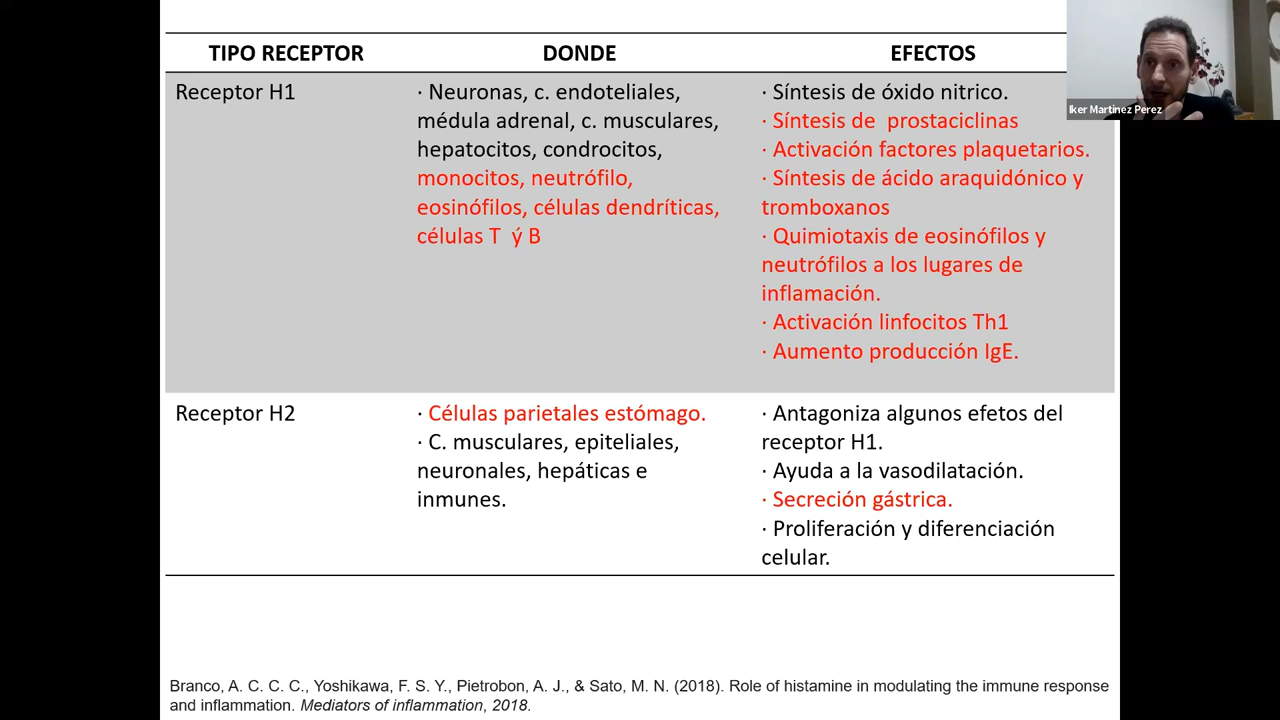 TIPO RECEPTOR DONDE EFECTOS
Receptor H1
· Neuronas, c. endoteliales,
médula adrenal, c. musculares,
hepatocitos, condrocitos,
monocitos, neutrófilo,
eosinófilos, células dendríticas,
células T ý B
· Síntesis de óxido nitrico.
· Síntesis de prostaciclinas
· Activación factores plaquetarios.
· Síntesis de ácido araquidónico y
tromboxanos
· Quimiotaxis de eosinófilos y
neutrófilos a los lugares de
inflamación.
· Activación linfocitos Th1
· Aumento producción IgE.
Receptor H2
· Células parietales estómago.
· C. musculares, epiteliales,
neuronales, hepáticas e
inmunes.
· Antagoniza algunos efetos del
receptor H1.
· Ayuda a la vasodilatación.
· Secreción gástrica.
· Proliferación y diferenciación
celular.
Branco, A. C. C. C., Yoshikawa, F. S. Y., Pietrobon, A. J., & Sato, M. N. (2018). Role of histamine in modulating the immune response
and inflammation. Mediators of inflammation, 2018.
Iker Martinez Perez